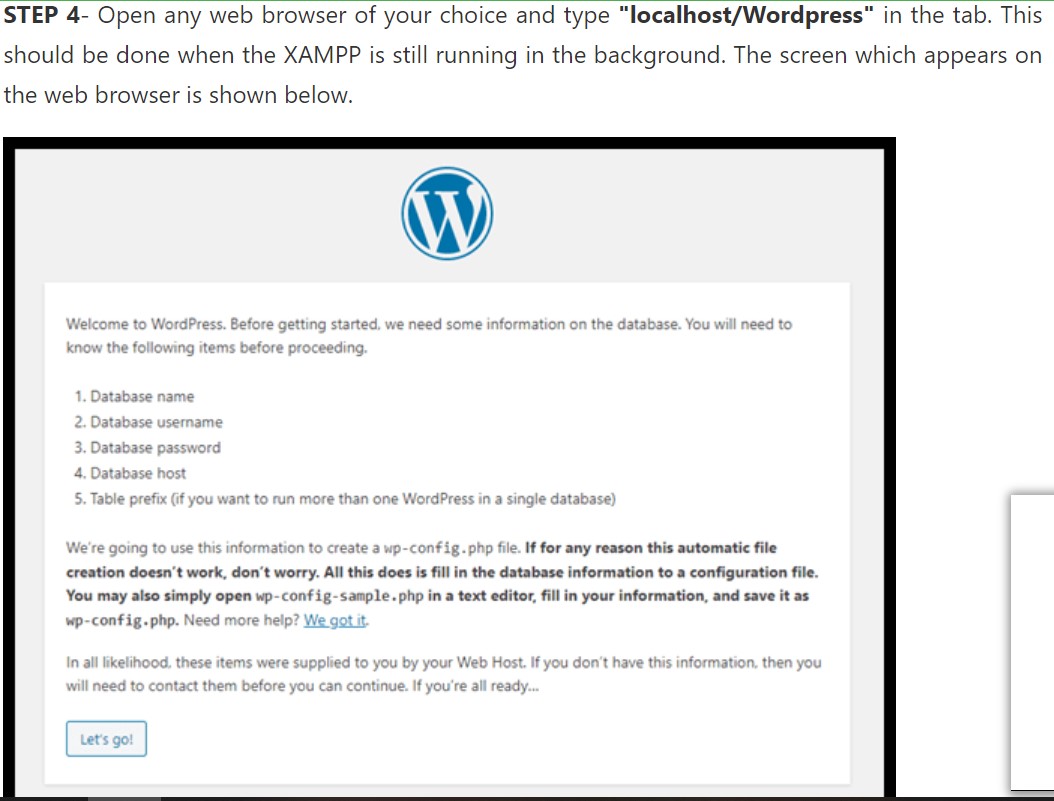 STEP 4- Open any web browser of your choice and type "localhost/Wordpress" in the tab. This
should be done when the XAMPP is still running in the background. The screen which appears on
the web browser is shown below.
W
Welcome to WordPress. Before getting started, we need some information on the database. You will need to
know the following items before proceeding.
1. Database name
2. Database username
3. Database password
4. Database host
5. Table prefix (if you want to run more than one WordPress in a single database)
We're going to use this information to create a wp-config.php file. If for any reason this automatic file
creation doesn't work, don't worry. All this does is fill in the database information to a configuration file.
You may also simply open wp-config-sample.php in a text editor, fill in your information, and save it as
wp-config.php. Need more help? We got it.
In all likelihood, these items were supplied to you by your Web Host. If you don't have this information, then you
will need to contact them before you can continue. If you're all ready...
Let's go!